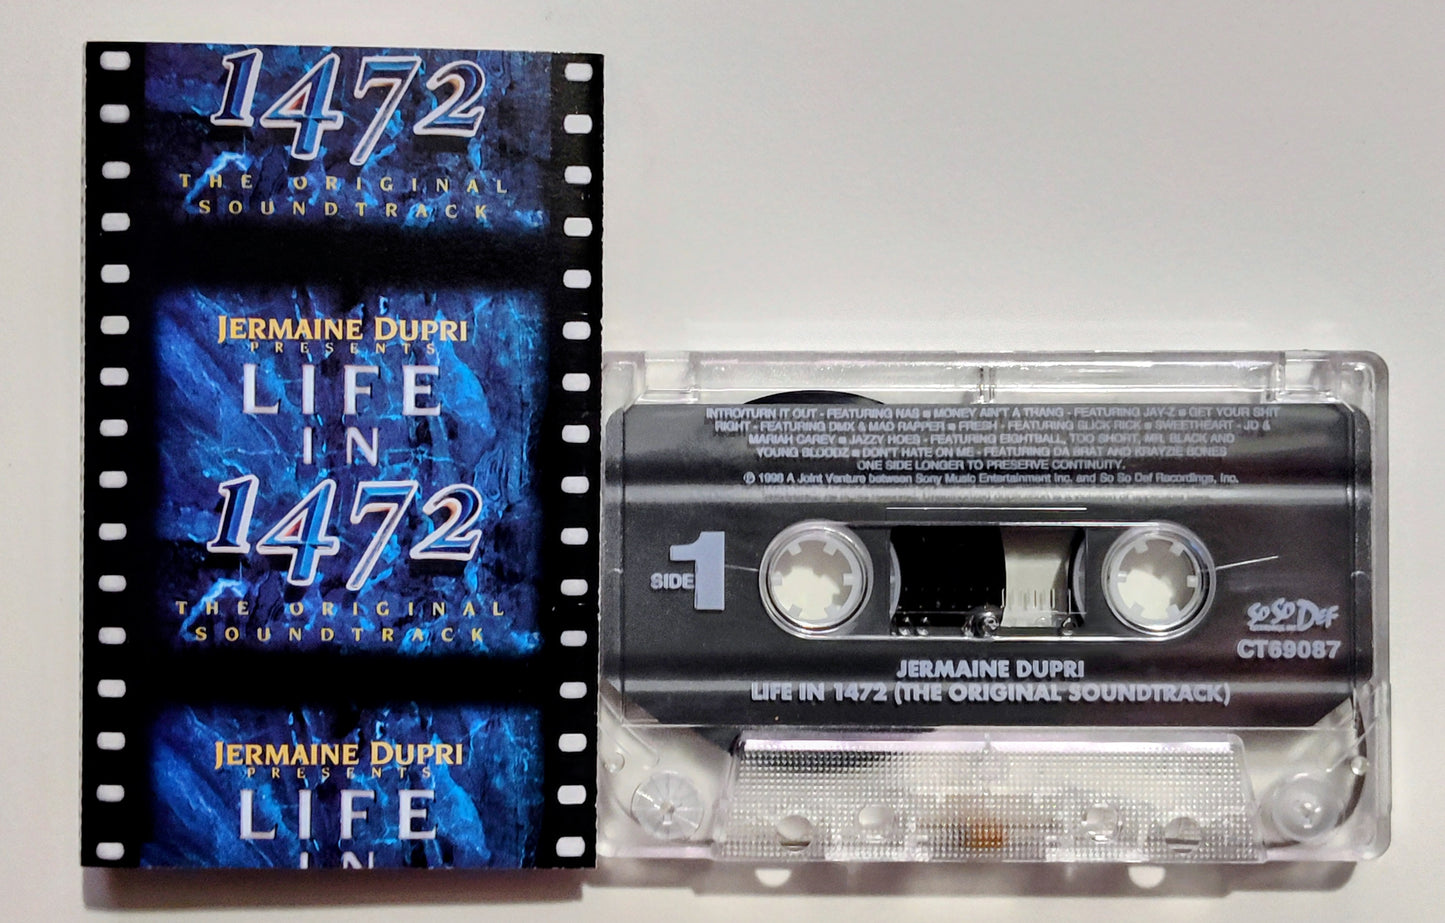 1472
THE ORIGINAL
SOUNDTRACK
JERMAINE DUPRI
PRESENTS
LIFE
IN
1472
THE ORIGINAL
SOUNDTRACK
JERMAINE DUPRI
PRESENTS
LIFE
IN
INTRO/TURN IT OUT - FEATURING NAS ■ MONEY AIN'T A THANG - FEATURING JAY-Z ■ GET YOUR SHIT
RIGHT - FEATURING DMX & MAD RAPPER ■ FRESH - FEATURING SLICK RICK ■ SWEETHEART - JD &
MARIAH CAREY ■ JAZZY HOES - FEATURING EIGHTBALL, TOO SHORT, MR. BLACK AND
YOUNG BLOODZ ■ DON'T HATE ON ME - FEATURING DA BRAT AND KRAYZIE BONES
ONE SIDE LONGER TO PRESERVE CONTINUITY.
℗ 1998 A Joint Venture between Sony Music Entertainment Inc. and So So Def Recordings, Inc.
SIDE 1
SO SO DEF
CT69087
JERMAINE DUPRI
LIFE IN 1472 (THE ORIGINAL SOUNDTRACK)